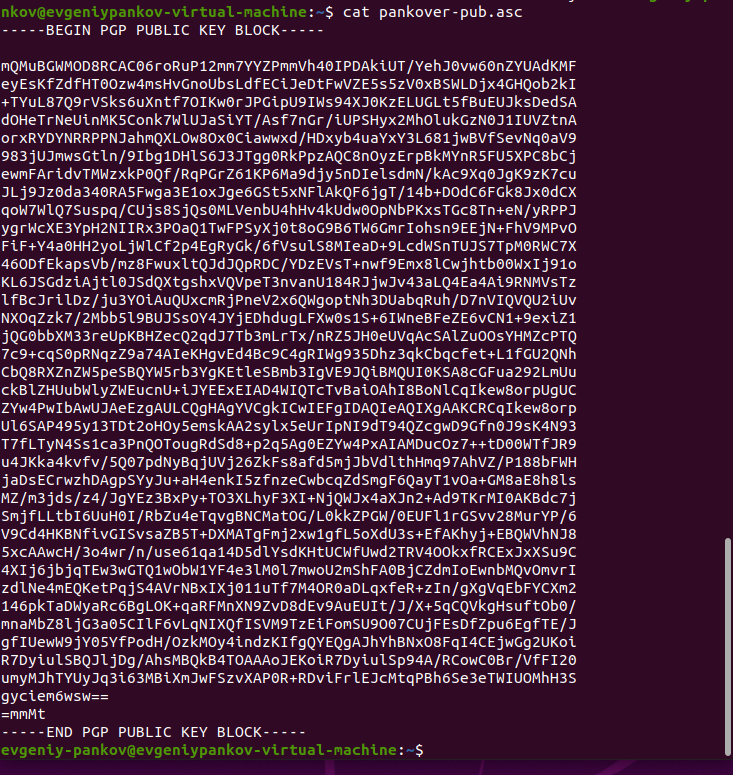 nkov@evgeniypankov-virtual-machine:~$ cat pankover-pub.asc
-----BEGIN PGP PUBLIC KEY BLOCK-----
mQMuBGWMOD8RCAC06roRuP12mm7YYZPmmVh40IPDAkiUT/YehJ0vw60nZYUAdKMF
eyEsKfZdfHT0Ozw4msHvGnoUbsLdfECiJeDtFwVZE5s5zV0xBSWLDjx4GHQob2kI
+TYuL87Q9rVSks6uXntf7OIKw0rJPGipU9IWs94XJ0KzELUGLt5fBuEUJksDedSA
dOHeTrNeUinMK5Conk7WlUJaSiYT/Asf7nGr/iUPSHyx2MhOlukGzN0J1IUVZtnA
orxRYDYNRRPPNJahmQXLOw8Ox0Ciawwxd/HDxyb4uaYxY3L681jwBVfSevNq0aV9
983jUJmwsGtln/9Ibg1DHlS6J3JTgg0RkPpzAQC8nOyzErpBkMYnR5FU5XPC8bCj
ewmFAridvTMWzxkP0Qf/RqPGrZ61KP6Ma9djy5nDIelsdmN/kAc9Xq0JgK9zK7cu
JLj9Jz0da340RA5Fwga3E1oxJge6GSt5xNFlAkQF6jgT/14b+DOdC6FGk8Jx0dCX
qoW7WlQ7Suspq/CUjs8SjQs0MLVenbU4hHv4kUdw0OpNbPKxsTGc8Tn+eN/yRPPJ
ygrWcXE3YpH2NIIRx3POaQ1TwFPSyXj0t8oG9B6TW6GmrIohsn9EEjN+FhV9MPvO
FiF+Y4a0HH2yoLjWlCf2p4EgRyGk/6fVsulS8MIeaD+9LcdWSnTUJS7TpM0RWC7X
46ODfEkapsVb/mz8FwuxltQJdJQpRDC/YDzEVsT+nwf9Emx8lCwjhtb00WxIj91o
KL6JSGdziAjtl0JSdQXtgshxVQVpeT3nvanU184RJjwJv43aLQ4Ea4Ai9RNMVsTz
lfBcJrilDz/ju3YOiAuQUxcmRjPneV2x6QWgoptNh3DUabqRuh/D7nVIQVQU2iUv
NXOqZzk7/2Mbb5l9BUJSsOY4JYjEDhdugLFXw0s1S+6IWneBFeZE6vCN1+9exiZ1
jQG0bbXM33reUpKBHZecQ2qdJ7Tb3mLrTx/nRZ5JH0eUVqAcSAlZuOOsYHMZcPTQ
7c9+cqS0pRNqzZ9a74AIeKHgvEd4Bc9C4gRIWg935Dhz3qkCbqcfet+L1fGU2QNh
CbQ8RXZnZW5peSBQYW5rb3YgKEtleSBmb3IgVE9JQiBMQUI0KSA8cGFua292LmUu
ckBlZHUubWlyZWEucnU+iJYEExEIAD4WIQTcTvBaiOAhI8BoNlCqIkew8orpUgUC
ZYw4PwIbAwUJAeEzgAULCQgHAgYVCgkICwIEFgIDAQIeAQIXgAAKCRCqIkew8orp
Ul6SAP495y13TDt2oHOy5emskAA2sylx5eUrIpNI9dT94QZcgwD9Gfn0J9sK4N93
T7fLTyN4Ss1ca3PnQOTougRdSd8+p2q5Ag0EZYw4PxAIAMDucOz7++tD00WTfJR9
u4JKka4kvfv/5Q07pdNyBqjUVj26ZkFs8afd5mjJbVdlthHmq97AhVZ/P188bFWH
jaDsECrwzhDAgpSYyJu+aH4enkI5zfnzeCwbcqZdSmgF6QayT1vOa+GM8aE8h8ls
MZ/m3jds/z4/JgYEz3BxPy+TO3XLhyF3XI+NjQWJx4aXJn2+Ad9TKrMI0AKBdc7j
SmjfLLtbI6UuH0I/RbZu4eTqvgBNCMatOG/L0kkZPGW/0EUFl1rGSvv28MurYP/6
V9Cd4HKBNfivGISvsaZB5T+DXMATgFmj2xw1gfL5oXdU3s+EfAKhyj+EBQWVhNJ8
5xcAAwcH/3o4wr/n/use61qa14D5dlYsdKHtUCWfUwd2TRV4OOkxfRCExJxXSu9C
4XIj6jbjqTEw3wGTQ1wObW1YF4e3lM0l7mwoU2mShFA0BjCZdmIoEwnbMQvOmvrI
zdlNe4mEQKetPqjS4AVrNBxIXj011uTf7M4OR0aDLqxfeR+zIn/gXgVqEbFYCXm2
146pkTaDWyaRc6BgLOK+qaRFMnXN9ZvD8dEv9AuEUIt/J/X+5qCQVkgHsuftOb0/
mnaMbZ8ljG3a05CIlF6vLqNIXQfISVM9TzEiFomSU9O07CUjFEsDfZpu6EgfTE/J
gfIUewW9jY05YfPodH/OzkMOy4indzKIfgQYEQgAJhYhBNxO8FqI4CEjwGg2UKoi
R7DyiulSBQJljDg/AhsMBQkB4TOAAAoJEKoiR7DyiulSp94A/RCowC0Br/VfFI20
umyMJhTYUyJq3i63MBiXmJwFSzvXAP0R+RDviFrlEJcMtqPBh6Se3eTWIUOMhH3S
gyciem6wsw==
=mmMt
-----END PGP PUBLIC KEY BLOCK-----
evgeniy-pankov@evgeniypankov-virtual-machine:~$